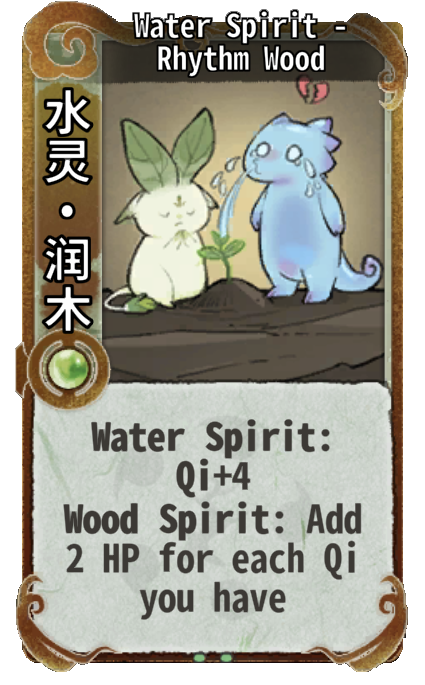 Water Spirit -
Rhythm Wood
水灵·润木
Water Spirit:
Qi+4
Wood Spirit: Add
2 HP for each Qi
you have